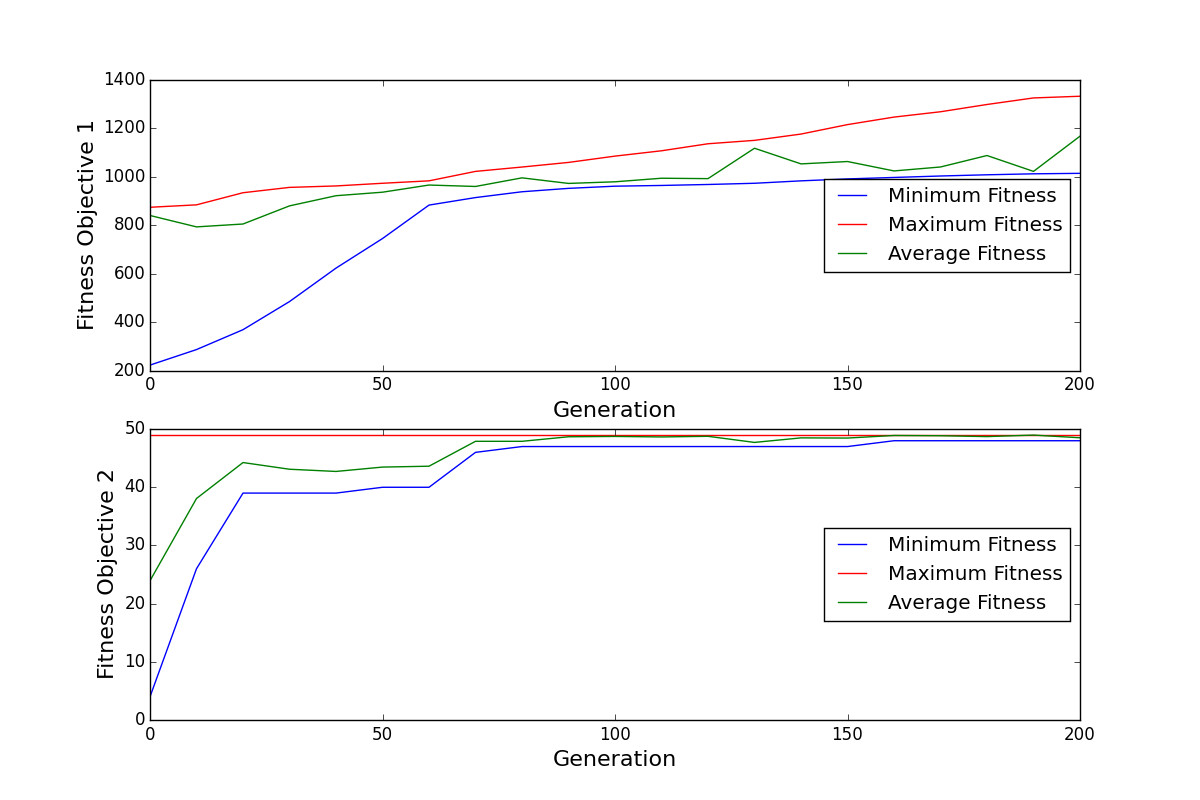 1400
1200
1000
800
600
400
200
Fitness Objective 1
Minimum Fitness
Maximum Fitness
Average Fitness
0 50 100 150 200
Generation
50
40
30
20
10
0
Fitness Objective 2
Minimum Fitness
Maximum Fitness
Average Fitness
0 50 100 150 200
Generation